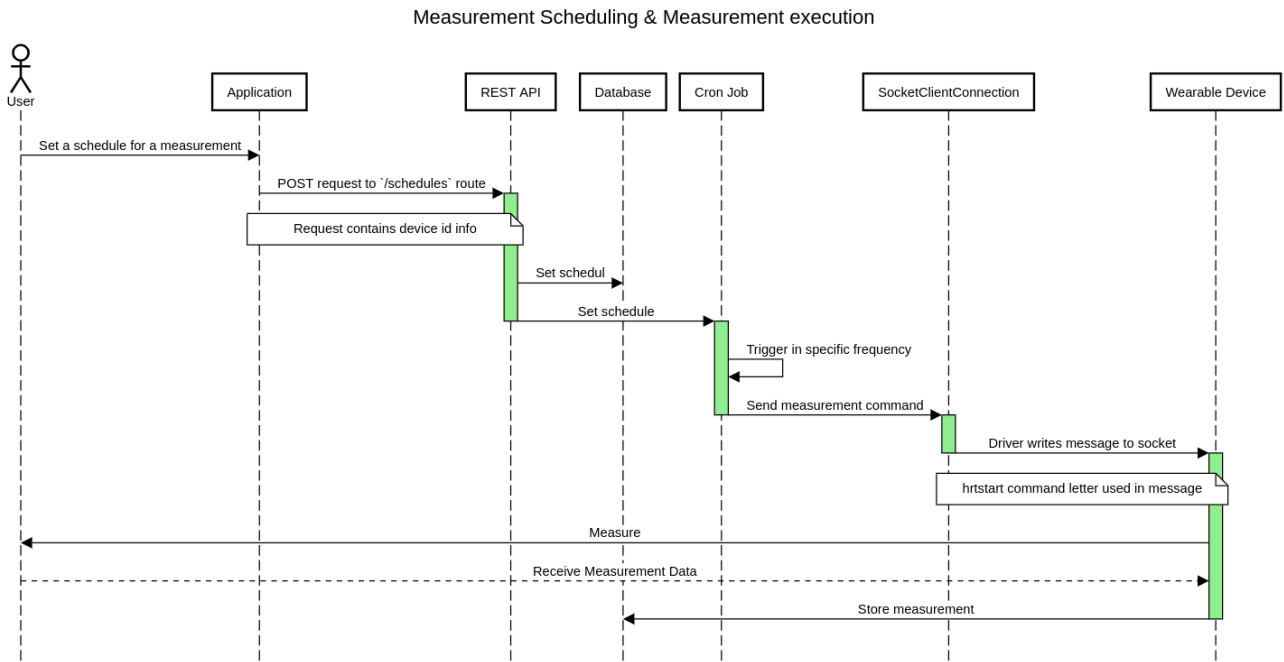 Measurement Scheduling & Measurement execution
User
Application
REST API
Database
Cron Job
SocketClientConnection
Wearable Device
Set a schedule for a measurement
POST request to `/schedules` route
Request contains device id info
Set schedul
Set schedule
Trigger in specific frequency
Send measurement command
Driver writes message to socket
hrtstart command letter used in message
Measure
Receive Measurement Data
Store measurement